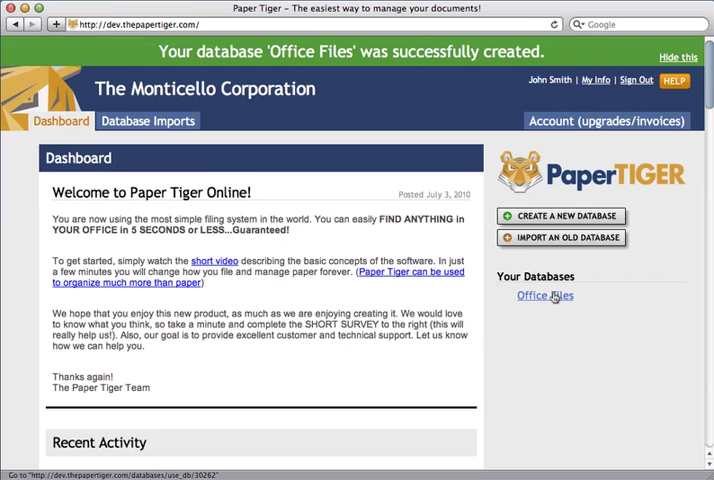 Paper Tiger - The easiest way to manage your documents!
http://dev.thepapertiger.com/
Google
Your database 'Office Files' was successfully created.
Hide this
The Monticello Corporation
John Smith | My Info | Sign Out
HELP
Dashboard
Database Imports
Account (upgrades/invoices)
Dashboard
Welcome to Paper Tiger Online!
Posted July 3, 2010
You are now using the most simple filing system in the world. You can easily FIND ANYTHING in
YOUR OFFICE in 5 SECONDS or LESS...Guaranteed!
To get started, simply watch the short video describing the basic concepts of the software. In just
a few minutes you will change how you file and manage paper forever. (Paper Tiger can be used
to organize much more than paper)
We hope that you enjoy this new product, as much as we are enjoying creating it. We would love
to know what you think, so take a minute and complete the SHORT SURVEY to the right (this will
really help us!). Also, our goal is to provide excellent customer and technical support. Let us know
how we can help you.
Thanks again!
The Paper Tiger Team
Recent Activity
PaperTIGER
CREATE A NEW DATABASE
IMPORT AN OLD DATABASE
Your Databases
Office Files
Go to "http://dev.thepapertiger.com/databases/use_db/30262"